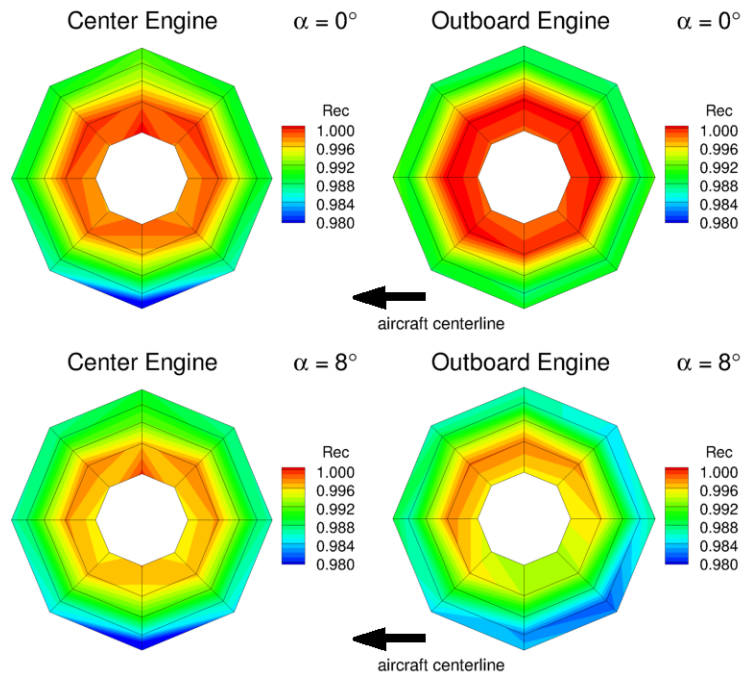 Center Engine α = 0°
Outboard Engine α = 0°
Rec
1.000
0.996
0.992
0.988
0.984
0.980
Rec
1.000
0.996
0.992
0.988
0.984
0.980
aircraft centerline
Center Engine α = 8°
Outboard Engine α = 8°
Rec
1.000
0.996
0.992
0.988
0.984
0.980
Rec
1.000
0.996
0.992
0.988
0.984
0.980
aircraft centerline